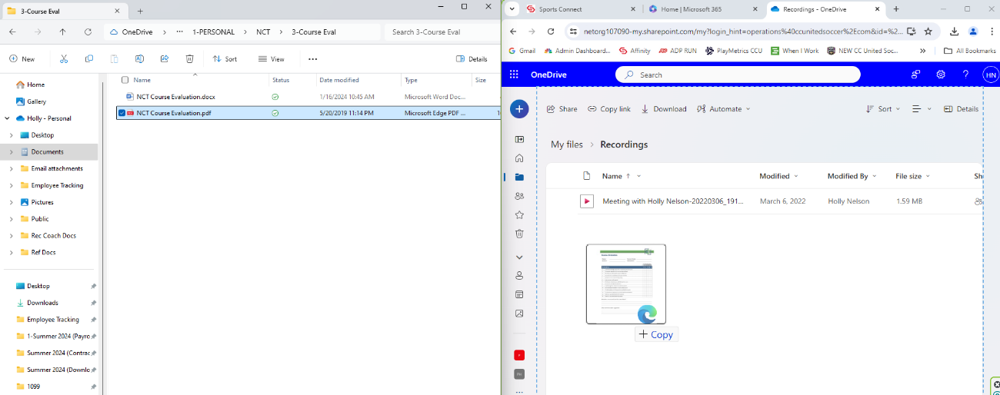 3-Course Eval
OneDrive > ... 1-PERSONAL > NCT > 3-Course Eval
Search 3-Course Eval
New
Sort
View
Details
Home
Gallery
Holly - Personal
Desktop
Documents
Email attachments
Employee Tracking
Pictures
Public
Rec Coach Docs
Ref Docs
Desktop
Downloads
Employee Tracking
1-Summer 2024 (Payro
Summer 2024 (Contrac
Summer 2024 (Downlo
1099
Name Status Date modified Type Size
NCT Course Evaluation.docx 1/16/2024 10:45 AM Microsoft Word Doc...
NCT Course Evaluation.pdf 5/20/2019 11:14 PM Microsoft Edge PDF ...
Sports Connect
Home | Microsoft 365
Recordings - OneDrive
netorg107090-my.sharepoint.com/my?login_hint=operations%40ccunitedsoccer%2Ecom&id=%2...
Gmail
Admin Dashboard...
Affinity
ADP RUN
PlayMetrics CCU
When I Work
NEW CC United Soc...
All Bookmarks
OneDrive
Search
HN
Share
Copy link
Download
Automate
Sort
Details
My files > Recordings
Name Modified Modified By File size Sh
Meeting with Holly Nelson-20220306_191... March 6, 2022 Holly Nelson 1.59 MB
+ Copy